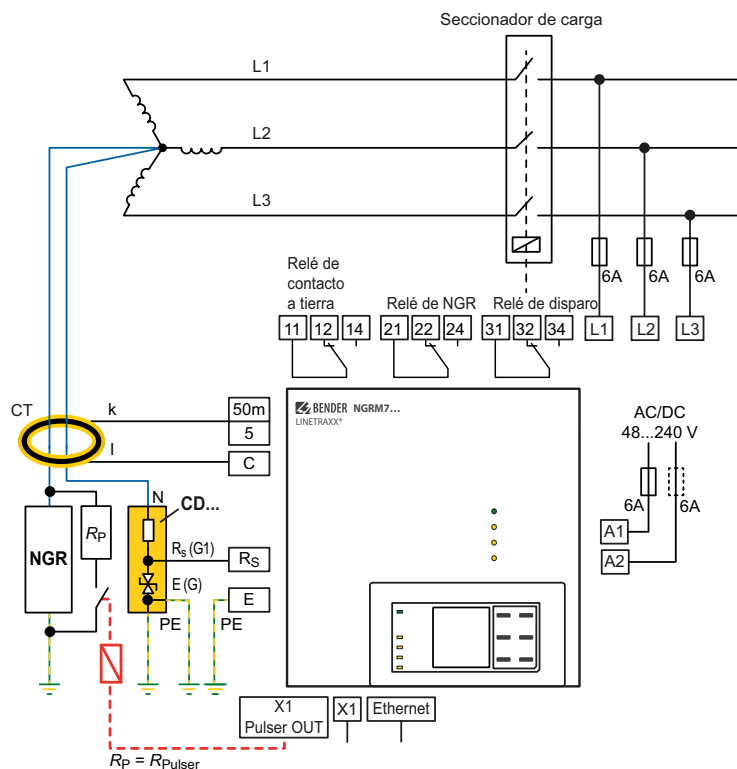 Seccionador de carga
L1
L2
L3
6A
6A
6A
Relé de
contacto
a tierra
Relé de NGR
Relé de disparo
11
12
14
21
22
24
31
32
34
L1
L2
L3
CT
k
l
50m
5
C
BENDER NGRM7...
LINETRAXX®
AC/DC
48...240 V
6A
6A
A1
A2
N
CD...
NGR
RP
Rs (G1)
RS
E (G)
E
PE
PE
X1
Pulser OUT
X1
Ethernet
RP = RPulser